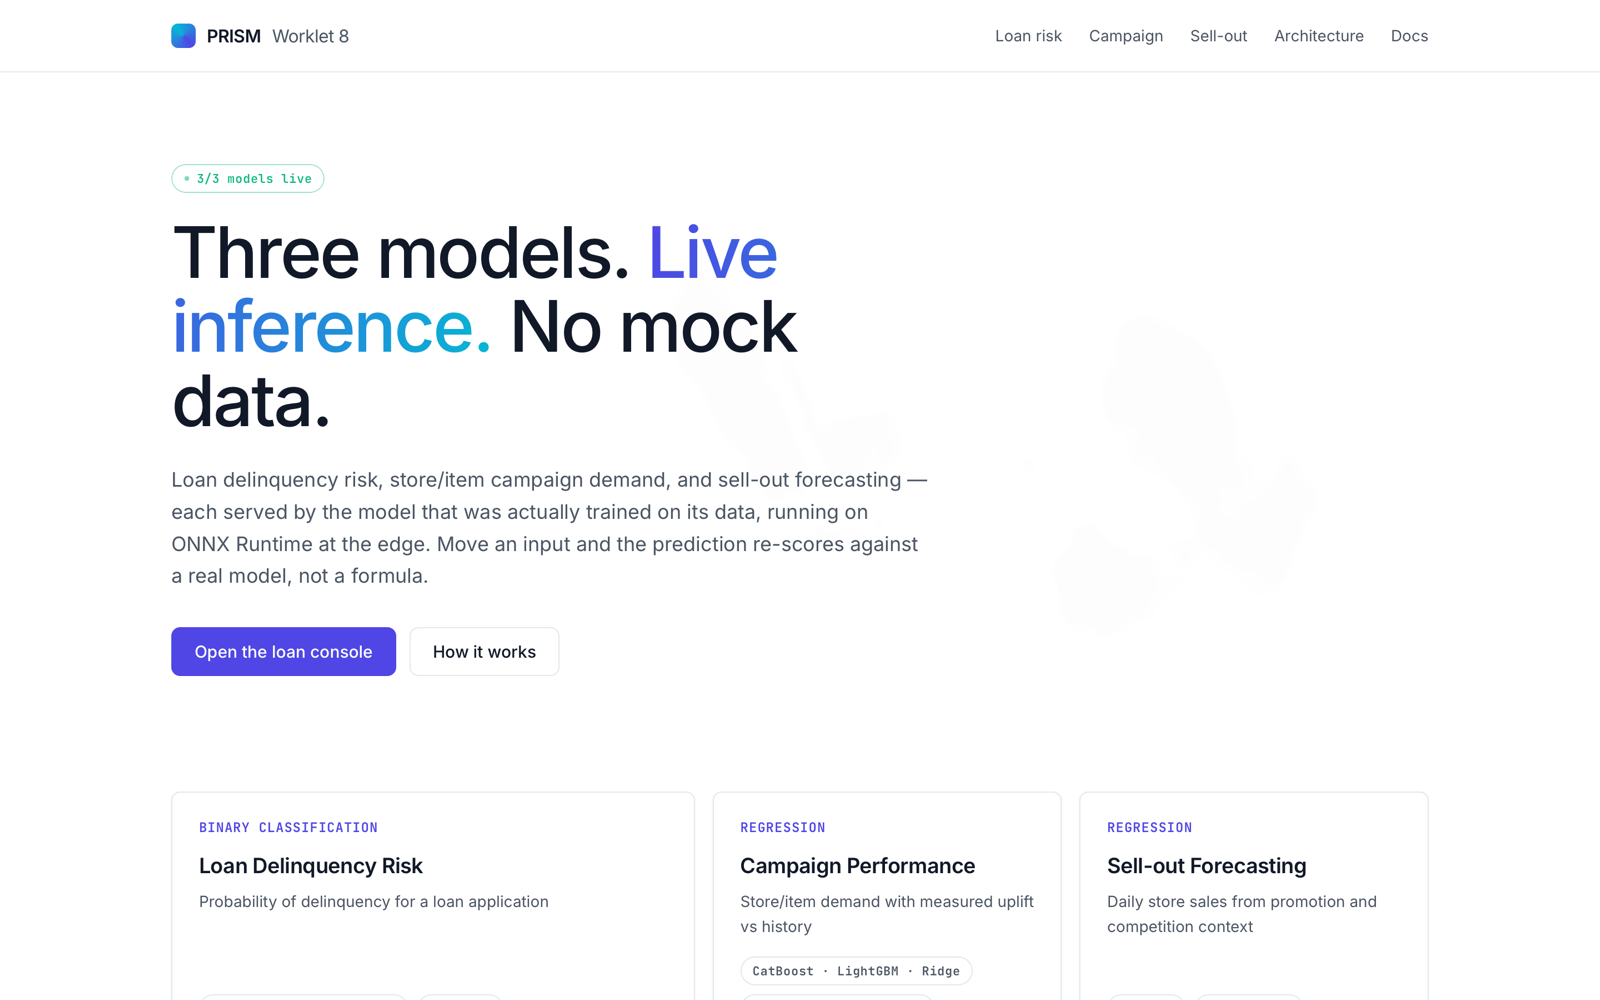 PRISM Worklet 8
Loan risk
Campaign
Sell-out
Architecture
Docs
3/3 models live
Three models. Live
inference. No mock
data.
Loan delinquency risk, store/item campaign demand, and sell-out forecasting —
each served by the model that was actually trained on its data, running on
ONNX Runtime at the edge. Move an input and the prediction re-scores against
a real model, not a formula.
Open the loan console
How it works
BINARY CLASSIFICATION
Loan Delinquency Risk
Probability of delinquency for a loan application
REGRESSION
Campaign Performance
Store/item demand with measured uplift
vs history
CatBoost · LightGBM · Ridge
REGRESSION
Sell-out Forecasting
Daily store sales from promotion and
competition context